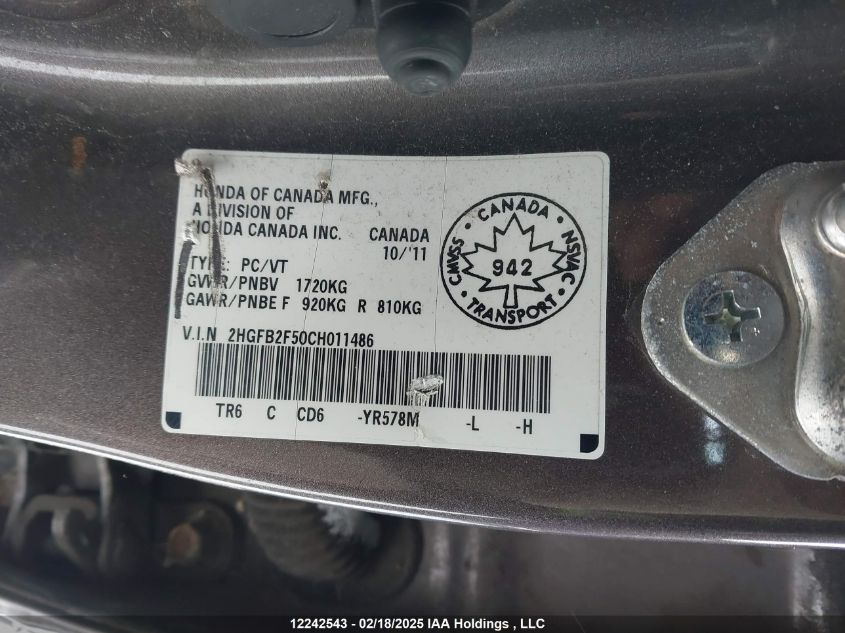 HONDA OF CANADA MFG.,
A DIVISION OF
HONDA CANADA INC. CANADA
10/'11
TYPE: PC/VT
GVWR/PNBV 1720KG
GAWR/PNBE F 920KG R 810KG
V.I.N 2HGFB2F50CH011486
TR6 C CD6 -YR578M -L -H
CANADA
CMVSS 942 NSVAC
TRANSPORT
12242543 - 02/18/2025 IAA Holdings , LLC